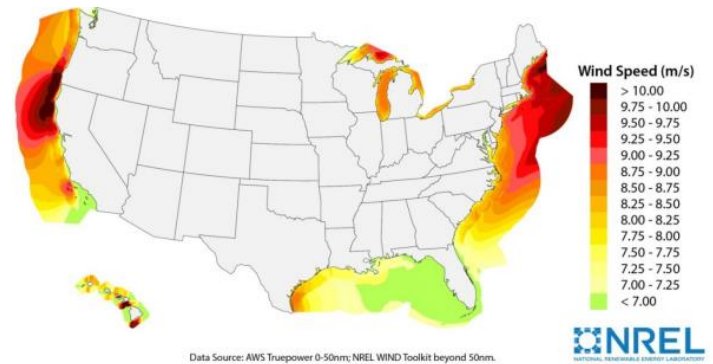 Wind Speed (m/s)
> 10.00
9.75 - 10.00
9.50 - 9.75
9.25 - 9.50
9.00 - 9.25
8.75 - 9.00
8.50 - 8.75
8.25 - 8.50
8.00 - 8.25
7.75 - 8.00
7.50 - 7.75
7.25 - 7.50
7.00 - 7.25
< 7.00
NREL
NATIONAL RENEWABLE ENERGY LABORATORY
Data Source: AWS Truepower 0-50nm; NREL WIND Toolkit beyond 50nm.